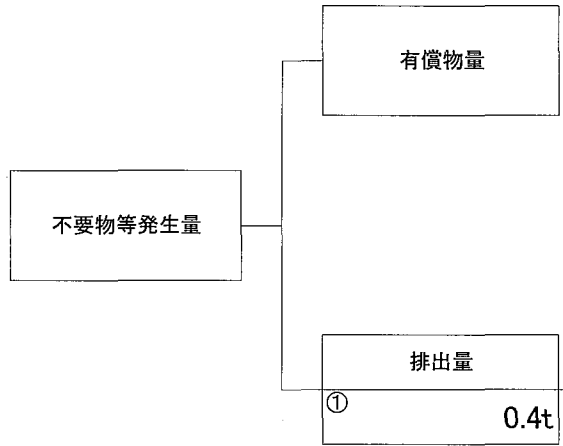 有償物量
不要物等発生量
排出量
①
0.4t